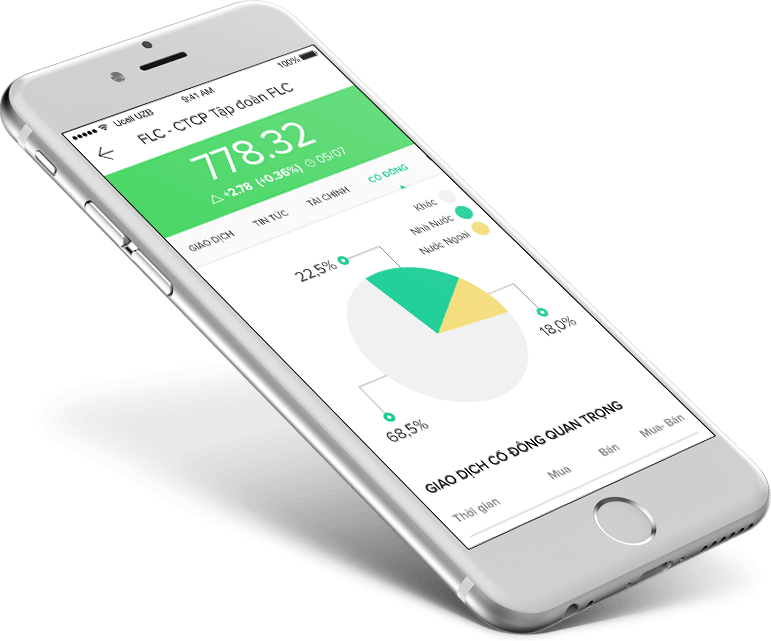 Ucell UZB 9:41 AM 100%
FLC - CTCP Tập đoàn FLC
778.32
+2.78 (+0.36%) 05/07
GIAO DỊCH TIN TỨC TÀI CHÍNH CỔ ĐÔNG
Khác
Nhà Nước
Nước Ngoài
22,5%
18,0%
68,5%
GIAO DỊCH CỔ ĐÔNG QUAN TRỌNG
Thời gian Mua Bán Mua- Bán